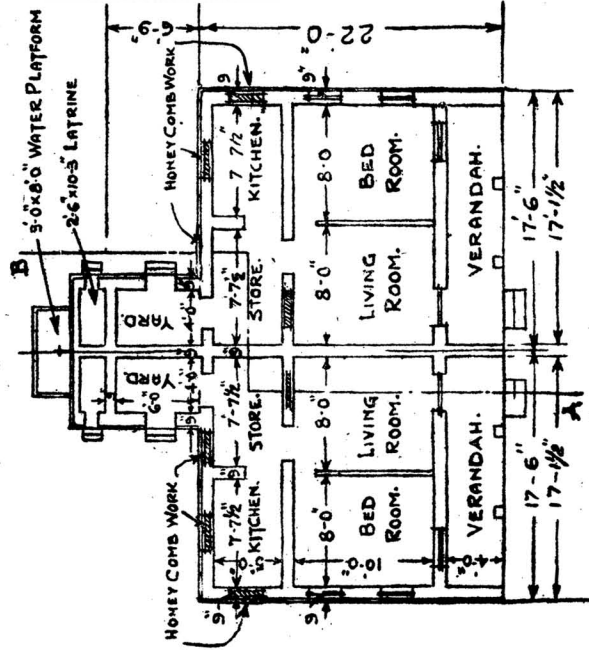 3'-0"X8'-0" WATER PLATFORM
2'-6"X10-3" LATRINE
B
6-9"
22-0
HONEY COMB WORK
HONEY COMB WORK
YARD.
YARD.
6-0"
4'-0"
9"
9"
9"
9"
9"
9"
7-7½"
KITCHEN.
7'-7½"
STORE.
7-7½"
STORE.
7 7½"
KITCHEN.
5-0"
8-0"
BED
ROOM.
8-0"
LIVING
ROOM.
8-0"
LIVING
ROOM.
8-0
BED
ROOM.
10-0"
4-0"
VERANDAH.
VERANDAH.
A
17-6"
17-1½"
17'-6"
17'-1½"